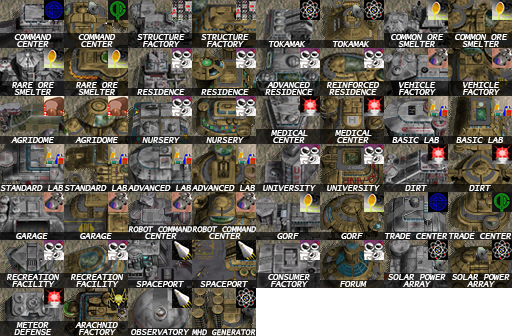 COMMAND CENTER
COMMAND CENTER
STRUCTURE FACTORY
STRUCTURE FACTORY
TOKAMAK
TOKAMAK
COMMON ORE SMELTER
COMMON ORE SMELTER
RARE ORE SMELTER
RARE ORE SMELTER
RESIDENCE
RESIDENCE
ADVANCED RESIDENCE
REINFORCED RESIDENCE
VEHICLE FACTORY
VEHICLE FACTORY
AGRIDOME
AGRIDOME
NURSERY
NURSERY
MEDICAL CENTER
MEDICAL CENTER
BASIC LAB
BASIC LAB
STANDARD LAB
STANDARD LAB
ADVANCED LAB
ADVANCED LAB
UNIVERSITY
UNIVERSITY
DIRT
DIRT
GARAGE
GARAGE
ROBOT COMMAND CENTER
ROBOT COMMAND CENTER
GORF
GORF
TRADE CENTER
TRADE CENTER
RECREATION FACILITY
RECREATION FACILITY
SPACEPORT
SPACEPORT
CONSUMER FACTORY
FORUM
SOLAR POWER ARRAY
SOLAR POWER ARRAY
METEOR DEFENSE
ARACHNID FACTORY
OBSERVATORY
MHD GENERATOR